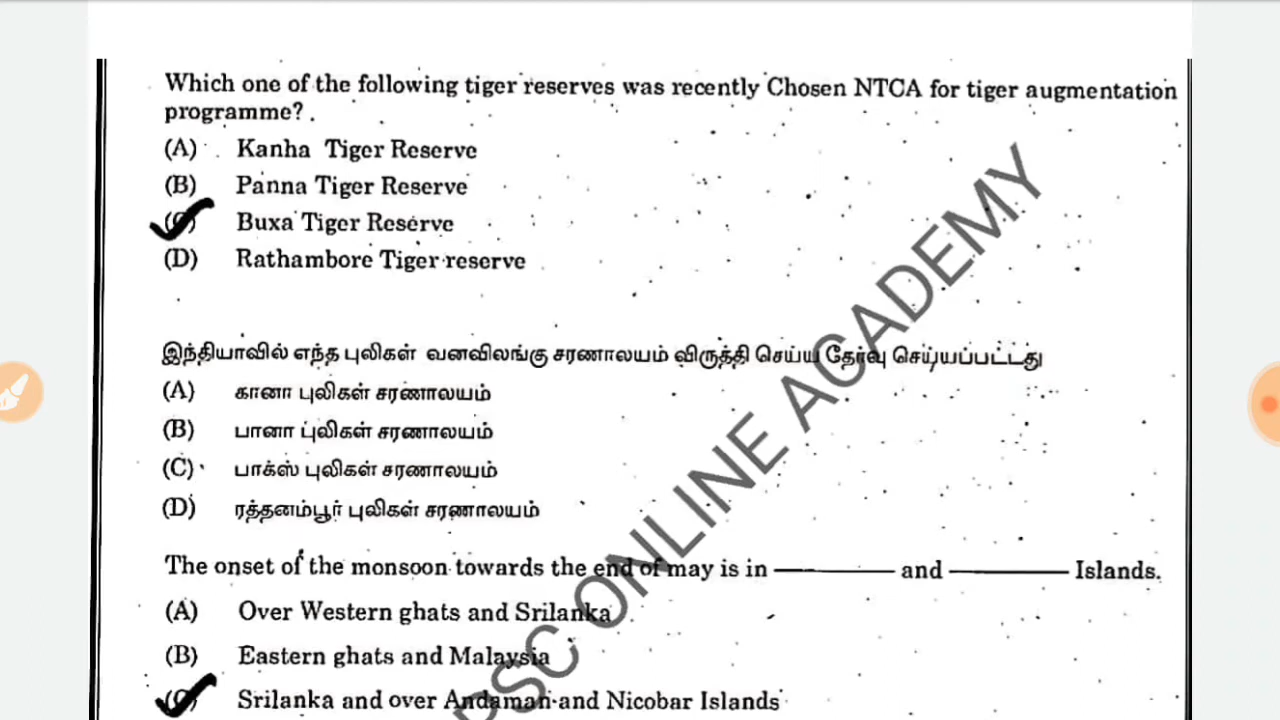 Which one of the following tiger reserves was recently Chosen NTCA for tiger augmentation
programme?
(A) Kanha Tiger Reserve
(B) Panna Tiger Reserve
(C) Buxa Tiger Reserve
(D) Rathambore Tiger reserve
இந்தியாவில் எந்த புலிகள் வனவிலங்கு சரணாலயம் விருத்தி செய்ய தேர்வு செய்யப்பட்டது
(A) கானா புலிகள் சரணாலயம்
(B) பானா புலிகள் சரணாலயம்
(C) பாக்ஸ் புலிகள் சரணாலயம்
(D) ரத்தனம்பூர் புலிகள் சரணாலயம்
The onset of the monsoon towards the end of may is in ———— and ———— Islands.
(A) Over Western ghats and Srilanka
(B) Eastern ghats and Malaysia
(C) Srilanka and over Andaman and Nicobar Islands
PSC ONLINE ACADEMY